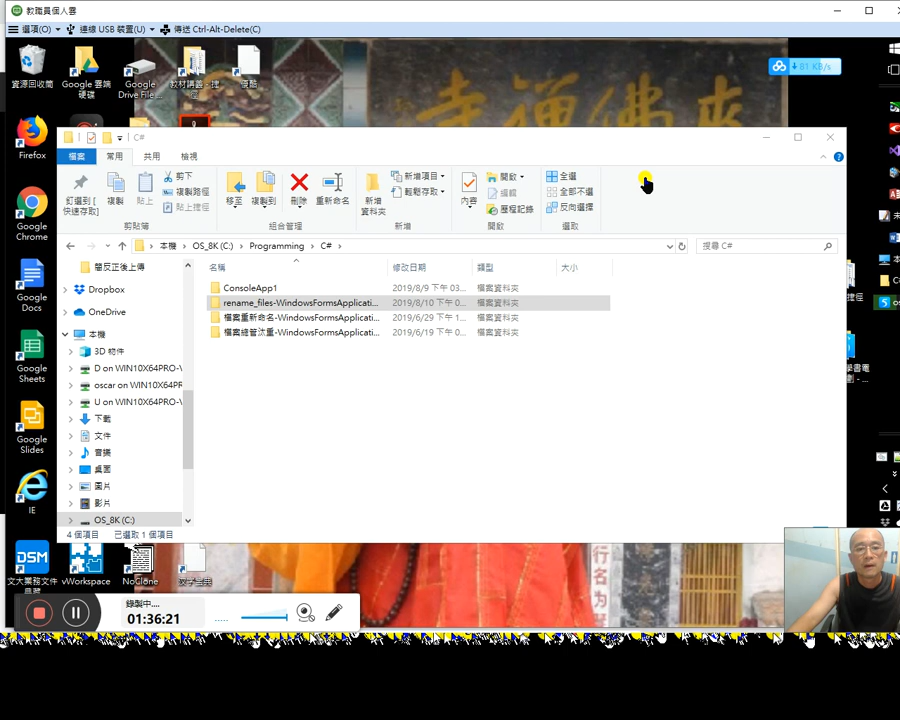 教職員個人雲
選項(O) 連線 USB 裝置(U) 傳送 Ctrl-Alt-Delete(C)
資源回收筒
Google 雲端硬碟
Google Drive File...
優酷
81 KB/s
來佛禪寺
Firefox
Google Chrome
Google Docs
Google Sheets
Google Slides
IE
C#
檔案 常用 共用 檢視
釘選到 [快速存取]
複製
貼上
剪下
複製路徑
貼上捷徑
剪貼簿
移至
複製到
刪除
重新命名
組合管理
新增資料夾
新增項目
輕鬆存取
新增
內容
開啟
編輯
歷程記錄
開啟
全選
全部不選
反向選擇
選取
本機 OS_8K (C:) Programming C#
搜尋 C#
名稱 修改日期 類型 大小
簡反正後上傳
Dropbox
OneDrive
本機
3D 物件
D on WIN10X64PRO-V
oscar on WIN10X64PR
U on WIN10X64PRO-V
下載
文件
音樂
桌面
圖片
影片
OS_8K (C:)
ConsoleApp1 2019/8/9 下午 03... 檔案資料夾
rename_files-WindowsFormsApplicati... 2019/8/10 下午 0... 檔案資料夾
檔案重新命名-WindowsFormsApplicati... 2019/6/29 下午 1... 檔案資料夾
檔案總管汰重-WindowsFormsApplicati... 2019/6/19 下午 0... 檔案資料夾
4 個項目 已選取 1 個項目
DSM
vWorkspace
NoClone
行名為
錄製中....
01:36:21